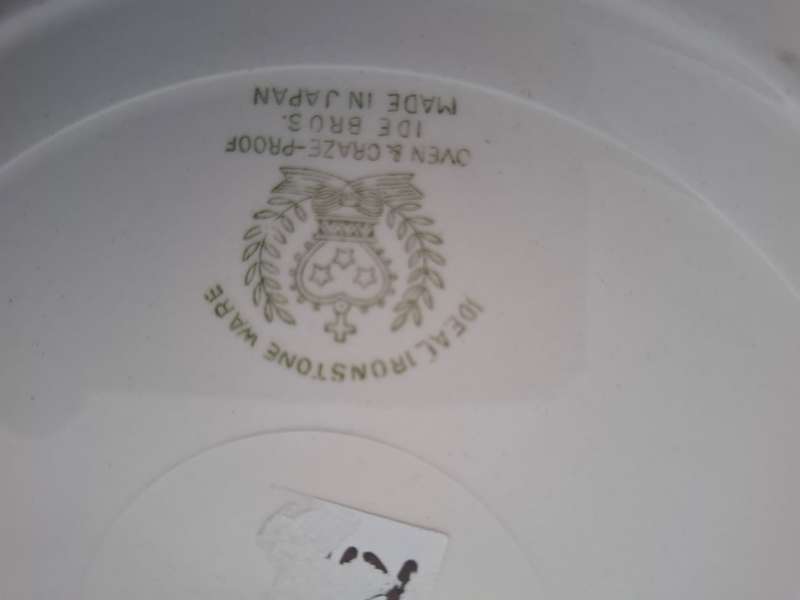 IDEAL IRONSTONE WARE
OVEN & CRAZE-PROOF
IDE BROS.
MADE IN JAPAN